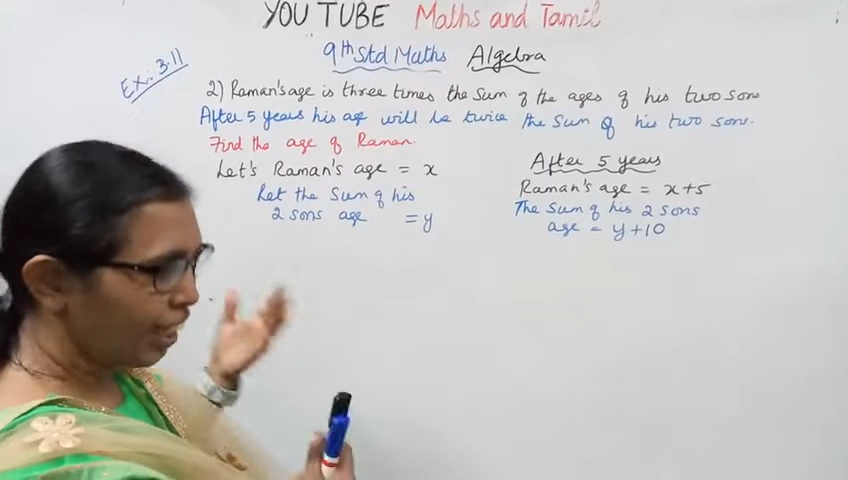 YOU TUBE Maths and Tamil
9th Std Maths Algebra
Ex: 3.11
2) Raman's age is three times the sum of the ages of his two sons
After 5 years his age will be twice the sum of his two sons.
Find the age of Raman.
Let's Raman's age = x
Let the sum of his
2 sons age = y
After 5 years
Raman's age = x+5
The sum of his 2 sons
age = y+10